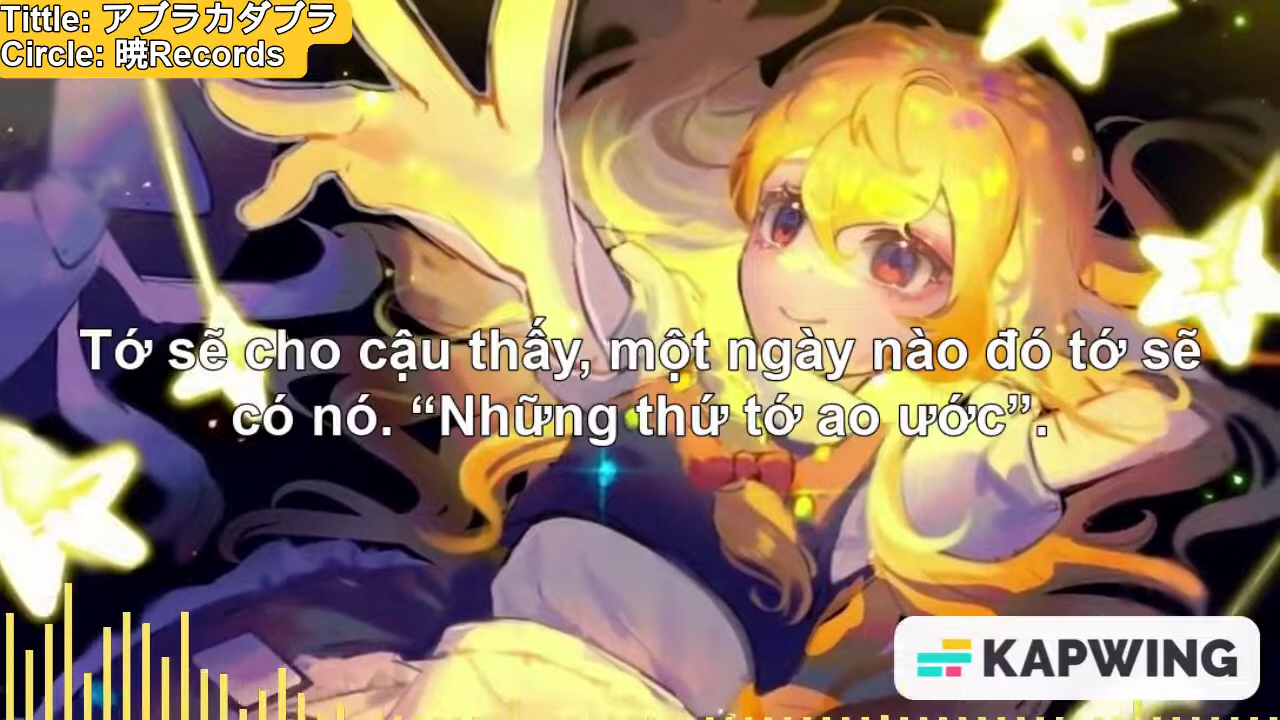 Tittle: アブラカダブラ
Circle: 暁Records
Tớ sẽ cho cậu thấy, một ngày nào đó tớ sẽ
có nó. “Những thứ tớ ao ước”.
KAPWING